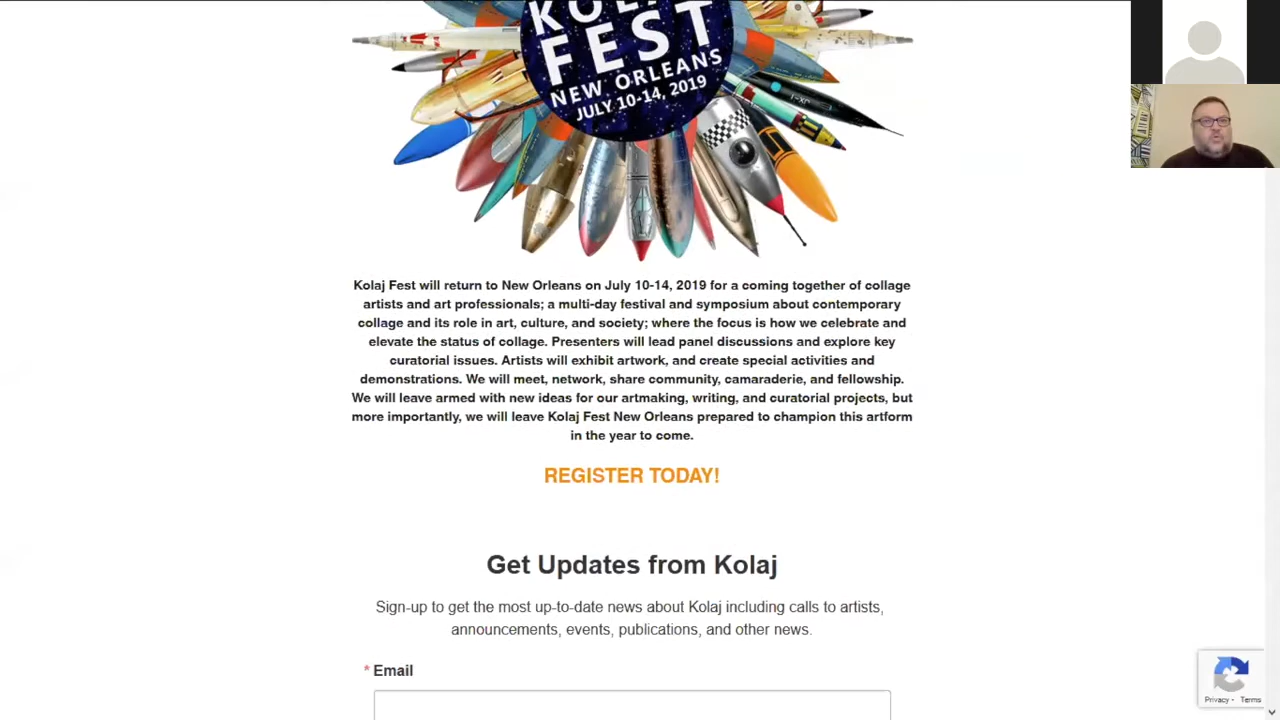 FEST
NEW ORLEANS
JULY 10-14, 2019
Kolaj Fest will return to New Orleans on July 10-14, 2019 for a coming together of collage
artists and art professionals; a multi-day festival and symposium about contemporary
collage and its role in art, culture, and society; where the focus is how we celebrate and
elevate the status of collage. Presenters will lead panel discussions and explore key
curatorial issues. Artists will exhibit artwork, and create special activities and
demonstrations. We will meet, network, share community, camaraderie, and fellowship.
We will leave armed with new ideas for our artmaking, writing, and curatorial projects, but
more importantly, we will leave Kolaj Fest New Orleans prepared to champion this artform
in the year to come.
REGISTER TODAY!
Get Updates from Kolaj
Sign-up to get the most up-to-date news about Kolaj including calls to artists,
announcements, events, publications, and other news.
* Email
Privacy - Terms